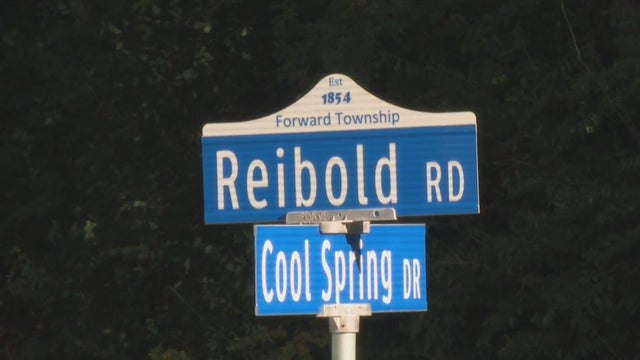 Est
1854
Forward Township
Reibold RD
Cool Spring DR